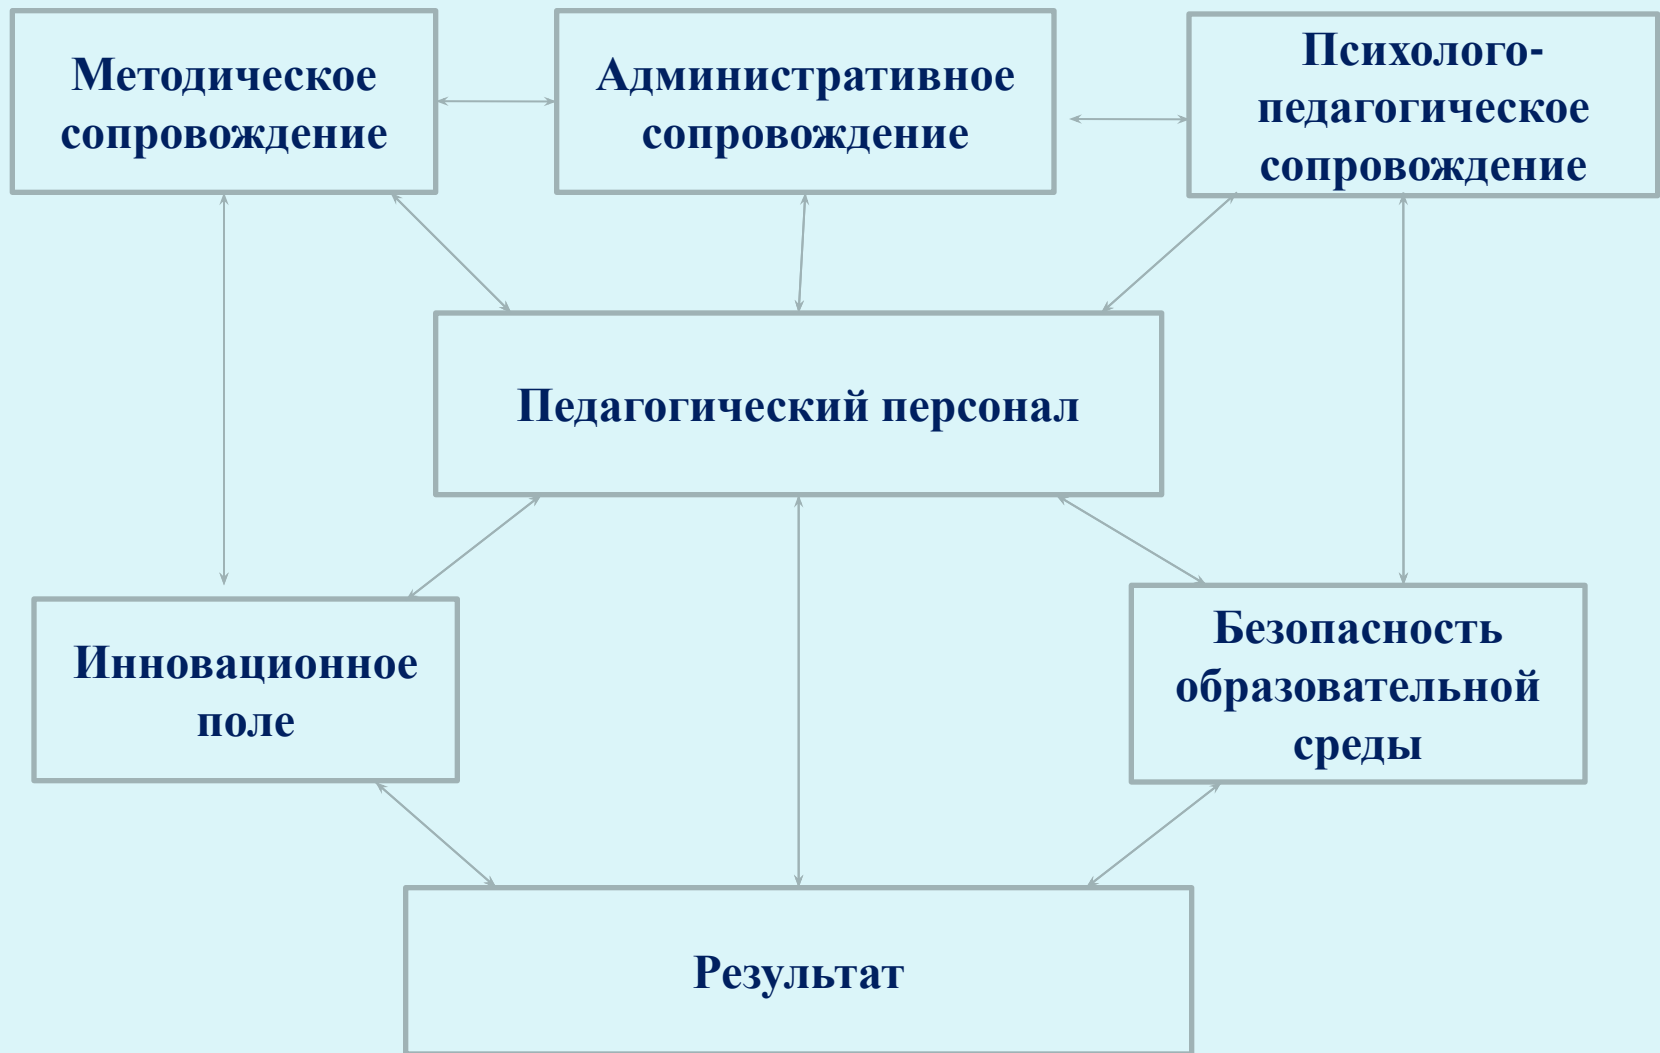 Методическое
сопровождение
Административное
сопровождение
Психолого-
педагогическое
сопровождение
Педагогический персонал
Инновационное
поле
Безопасность
образовательной
среды
Результат